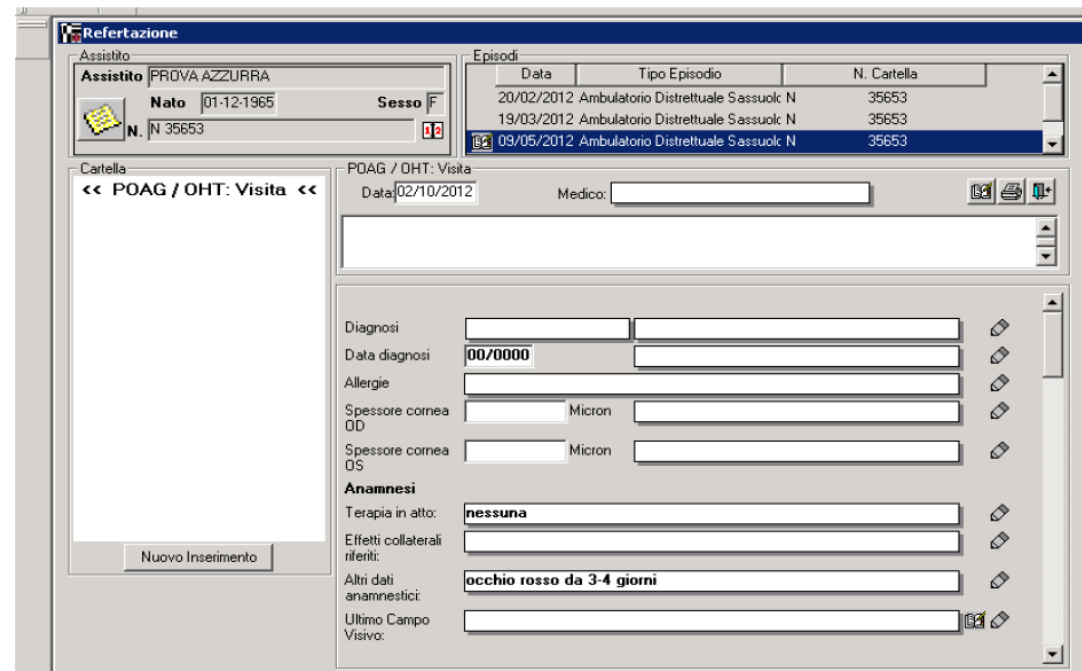 Refertazione
Assistito
Assistito PROVA AZZURRA
Nato 01-12-1965 Sesso F
N. N 35653
Episodi
Data Tipo Episodio N. Cartella
20/02/2012 Ambulatorio Distrettuale Sassuolc N 35653
19/03/2012 Ambulatorio Distrettuale Sassuolc N 35653
09/05/2012 Ambulatorio Distrettuale Sassuolc N 35653
Cartella
<< POAG / OHT: Visita <<
Nuovo Inserimento
POAG / OHT: Visita
Data: 02/10/2012 Medico:
Diagnosi
Data diagnosi 00/0000
Allergie
Spessore cornea Micron
OD
Spessore cornea Micron
OS
Anamnesi
Terapia in atto: nessuna
Effetti collaterali
riferiti:
Altri dati occhio rosso da 3-4 giorni
anamnestici:
Ultimo Campo
Visivo: